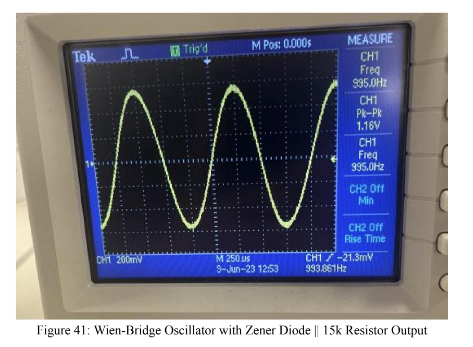 Tek
Trig'd
M Pos: 0.000s
MEASURE
CH1
Freq
995.0Hz
CH1
Pk-Pk
1.16V
CH1
Freq
995.0Hz
CH2 Off
Min
CH2 Off
Rise Time
1
CH1 200mV
M 250us
CH1 -21.3mV
9-Jun-23 12:53
993.861Hz
Figure 41: Wien-Bridge Oscillator with Zener Diode || 15k Resistor Output